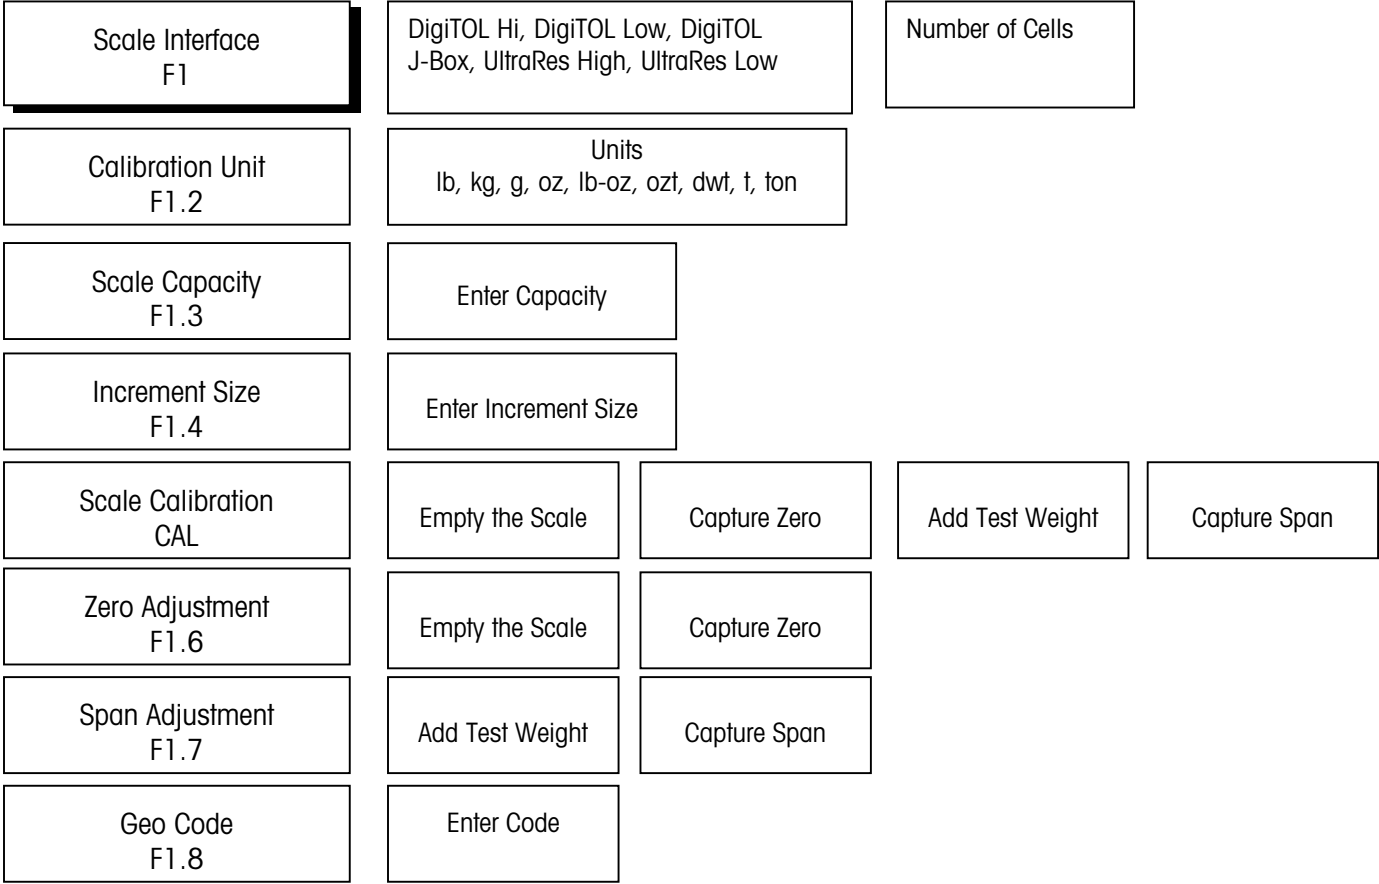 Scale Interface
F1
DigiTOL Hi, DigiTOL Low, DigiTOL
J-Box, UltraRes High, UltraRes Low
Number of Cells
Calibration Unit
F1.2
Units
lb, kg, g, oz, lb-oz, ozt, dwt, t, ton
Scale Capacity
F1.3
Enter Capacity
Increment Size
F1.4
Enter Increment Size
Scale Calibration
CAL
Empty the Scale
Capture Zero
Add Test Weight
Capture Span
Zero Adjustment
F1.6
Empty the Scale
Capture Zero
Span Adjustment
F1.7
Add Test Weight
Capture Span
Geo Code
F1.8
Enter Code